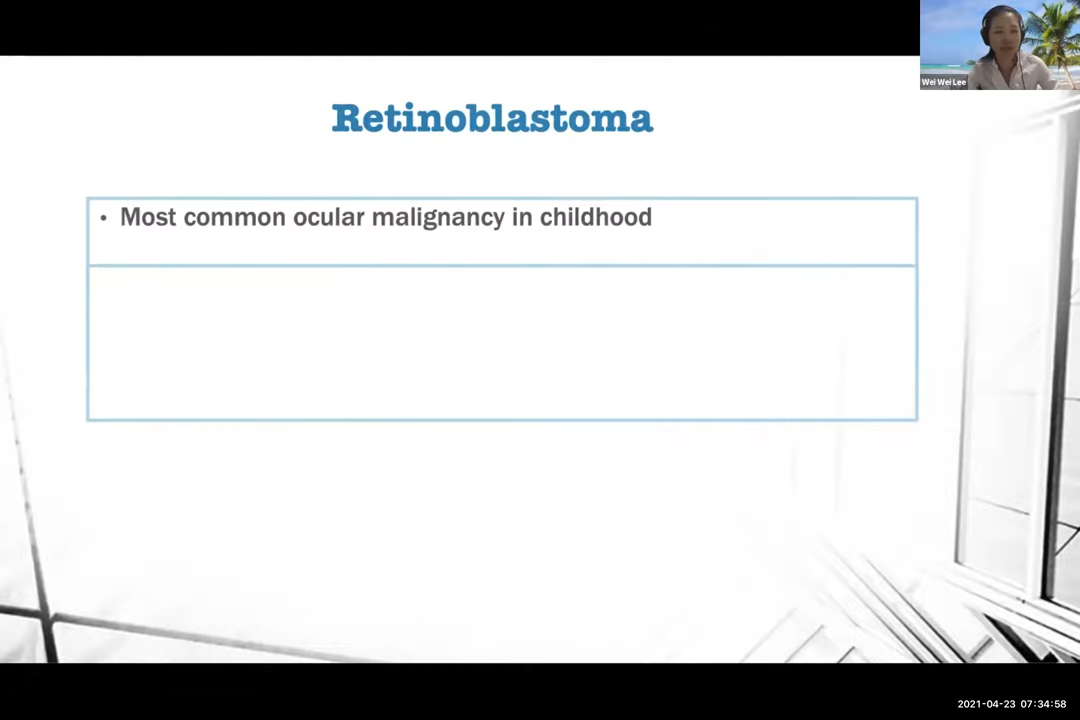 Wei Wei Lee
Retinoblastoma
• Most common ocular malignancy in childhood
2021-04-23 07:34:58